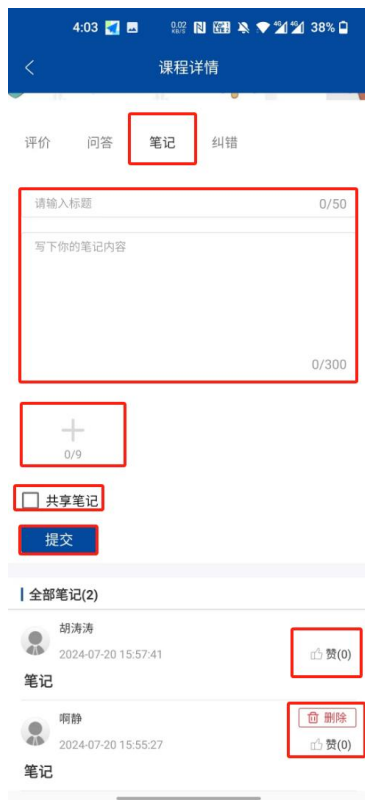 4:03 0.02 KB/S 4G 4G 38%
课程详情
评价 问答 笔记 纠错
请输入标题 0/50
写下你的笔记内容
0/300
0/9
共享笔记
提交
全部笔记(2)
胡涛涛
2024-07-20 15:57:41 赞(0)
笔记
啊静 删除
2024-07-20 15:55:27 赞(0)
笔记